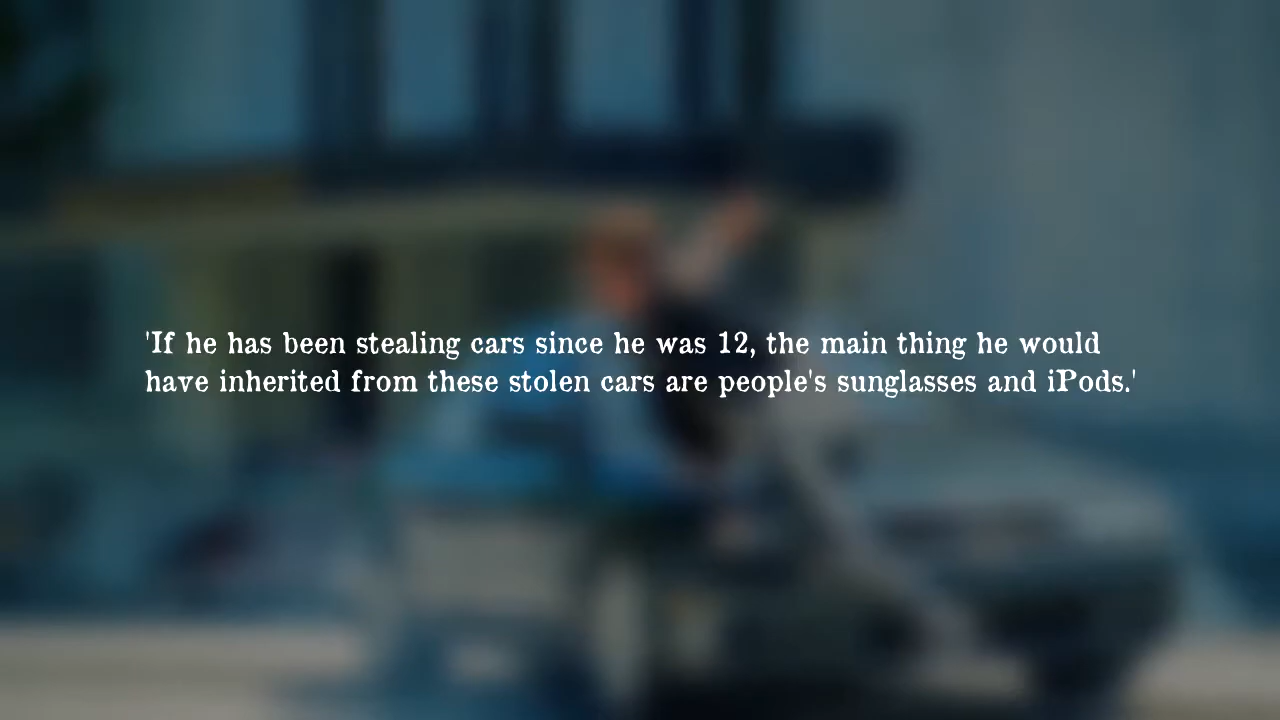 'If he has been stealing cars since he was 12, the main thing he would
have inherited from these stolen cars are people's sunglasses and iPods.'